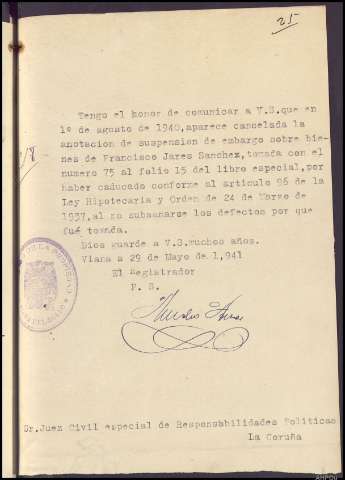 25
Tengo el honor de comunicar a V.S.que en
1º de agosto de 1940,aparece cancelada la
anotacion de suspension de embargo sobre bie-
nes de Francisco Jares Sanchez,tomada con el
numero 75 al folio 15 del libro especial,por
haber caducado conforme al articulo 96 de la
Ley Hipotecaria y Orden de 24 de Marzo de
1937,al no subsanarse los defectos por que
fué tomada.
Dios guarde a V.S.muchos años.
Viana a 29 de Mayo de 1,941
El Registrador
P. S.
Sr.Juez Civil especial de Responsabilidades Politicas
La Coruña
AHPOu